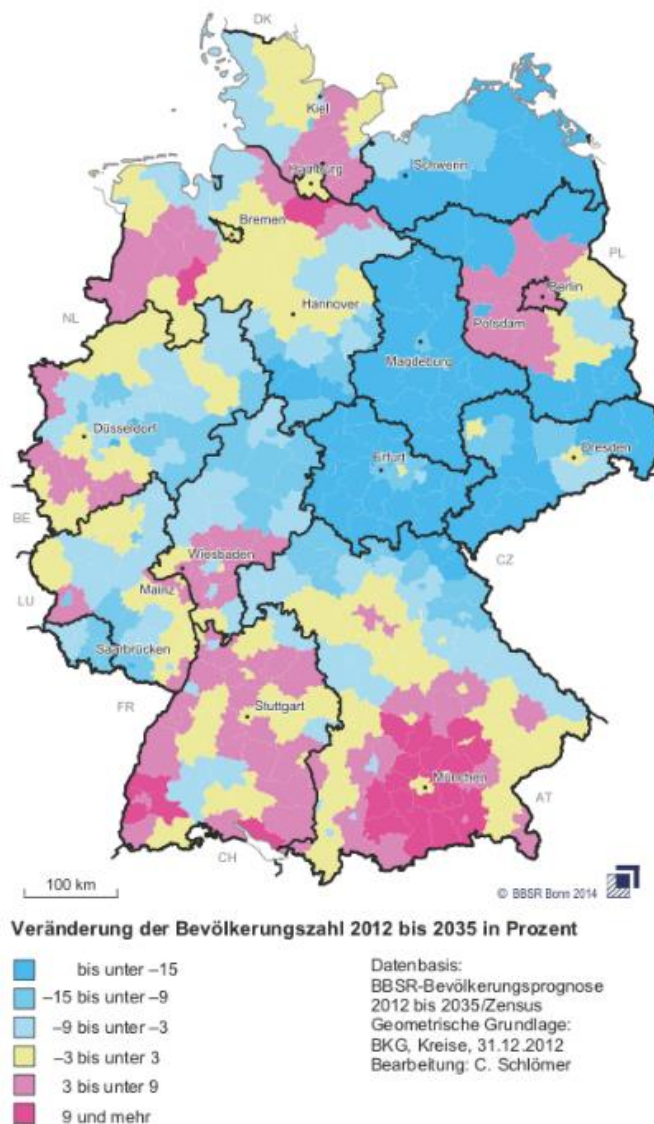 DK
Kiel
Hamburg
Schwerin
Bremen
PL
Berlin
NL
Hannover
Potsdam
Magdeburg
Düsseldorf
Erfurt
Dresden
BE
Wiesbaden
CZ
LU
Mainz
Saarbrücken
FR
Stuttgart
München
AT
CH
100 km
© BBSR Bonn 2014
Veränderung der Bevölkerungszahl 2012 bis 2035 in Prozent
bis unter –15
–15 bis unter –9
–9 bis unter –3
–3 bis unter 3
3 bis unter 9
9 und mehr
Datenbasis:
BBSR-Bevölkerungsprognose
2012 bis 2035/Zensus
Geometrische Grundlage:
BKG, Kreise, 31.12.2012
Bearbeitung: C. Schlömer